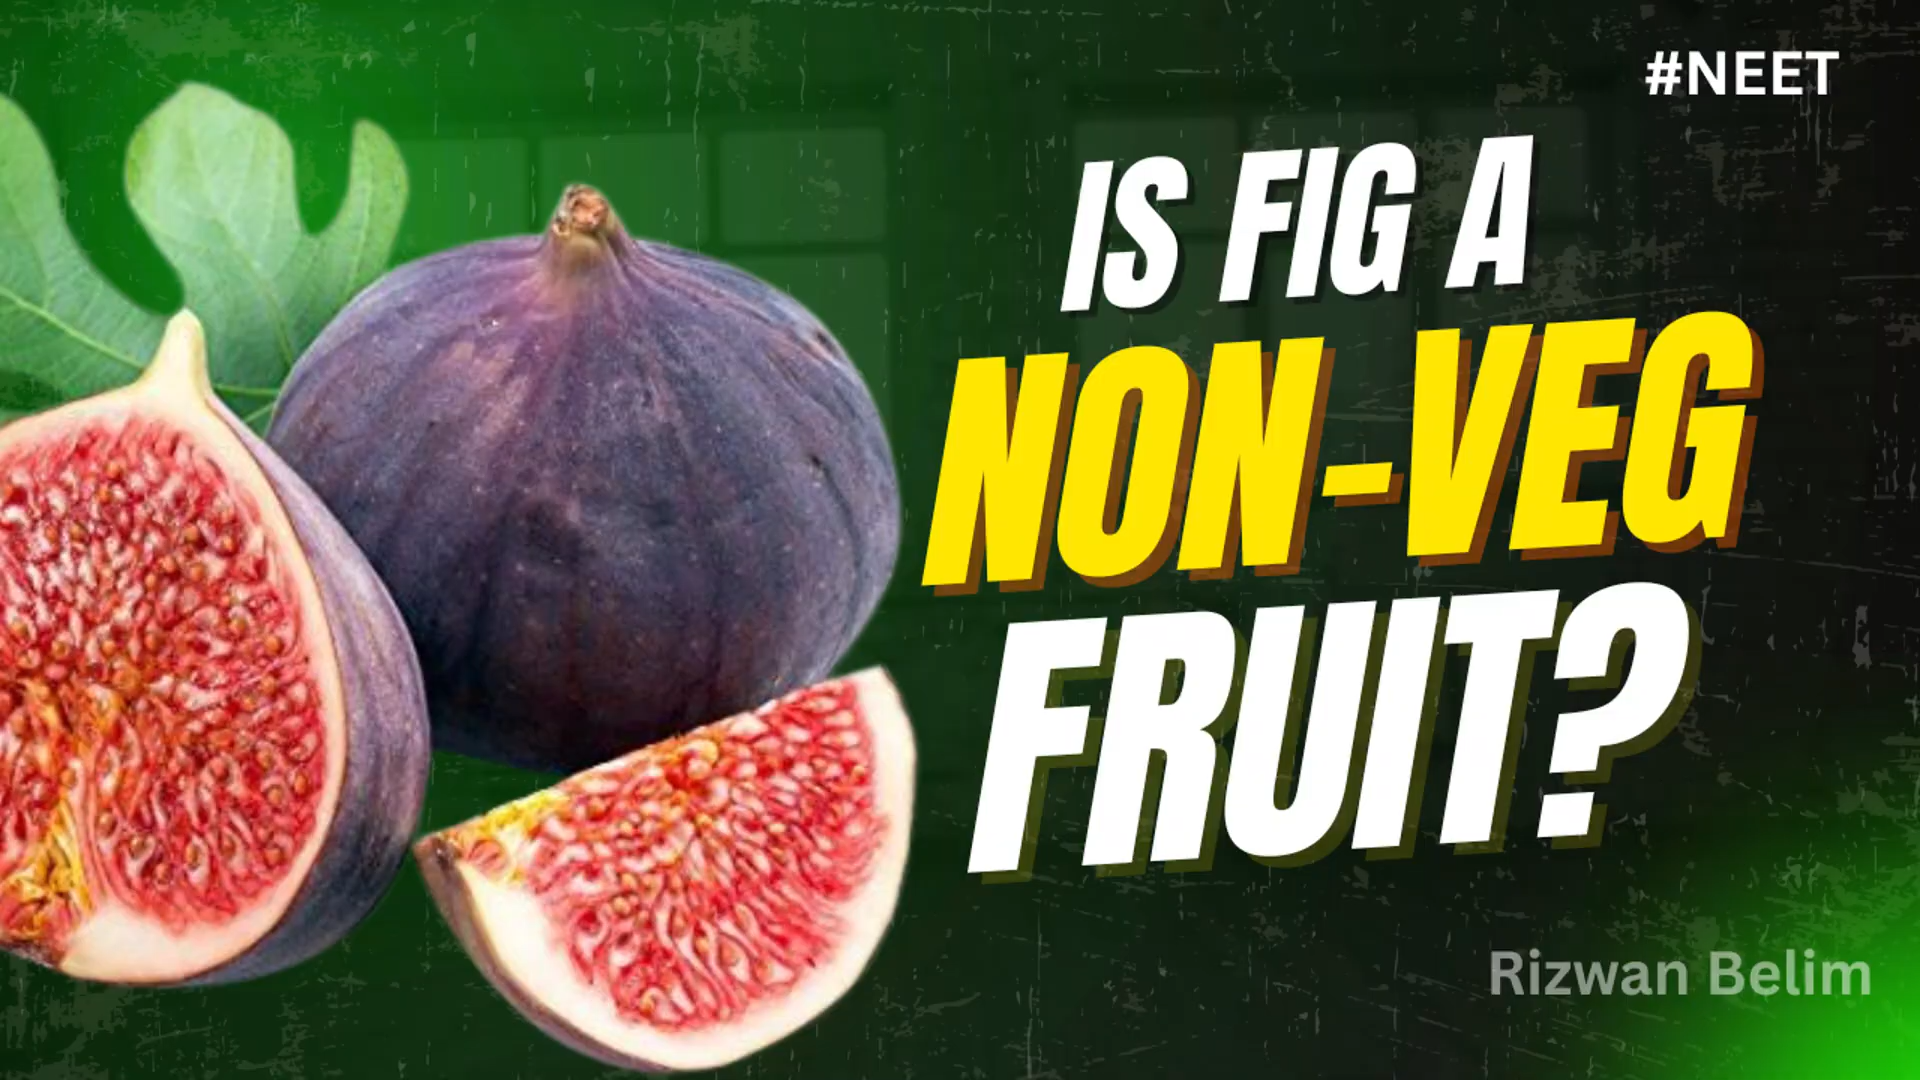 #NEET
IS FIG A
NON-VEG
FRUIT?
Rizwan Belim